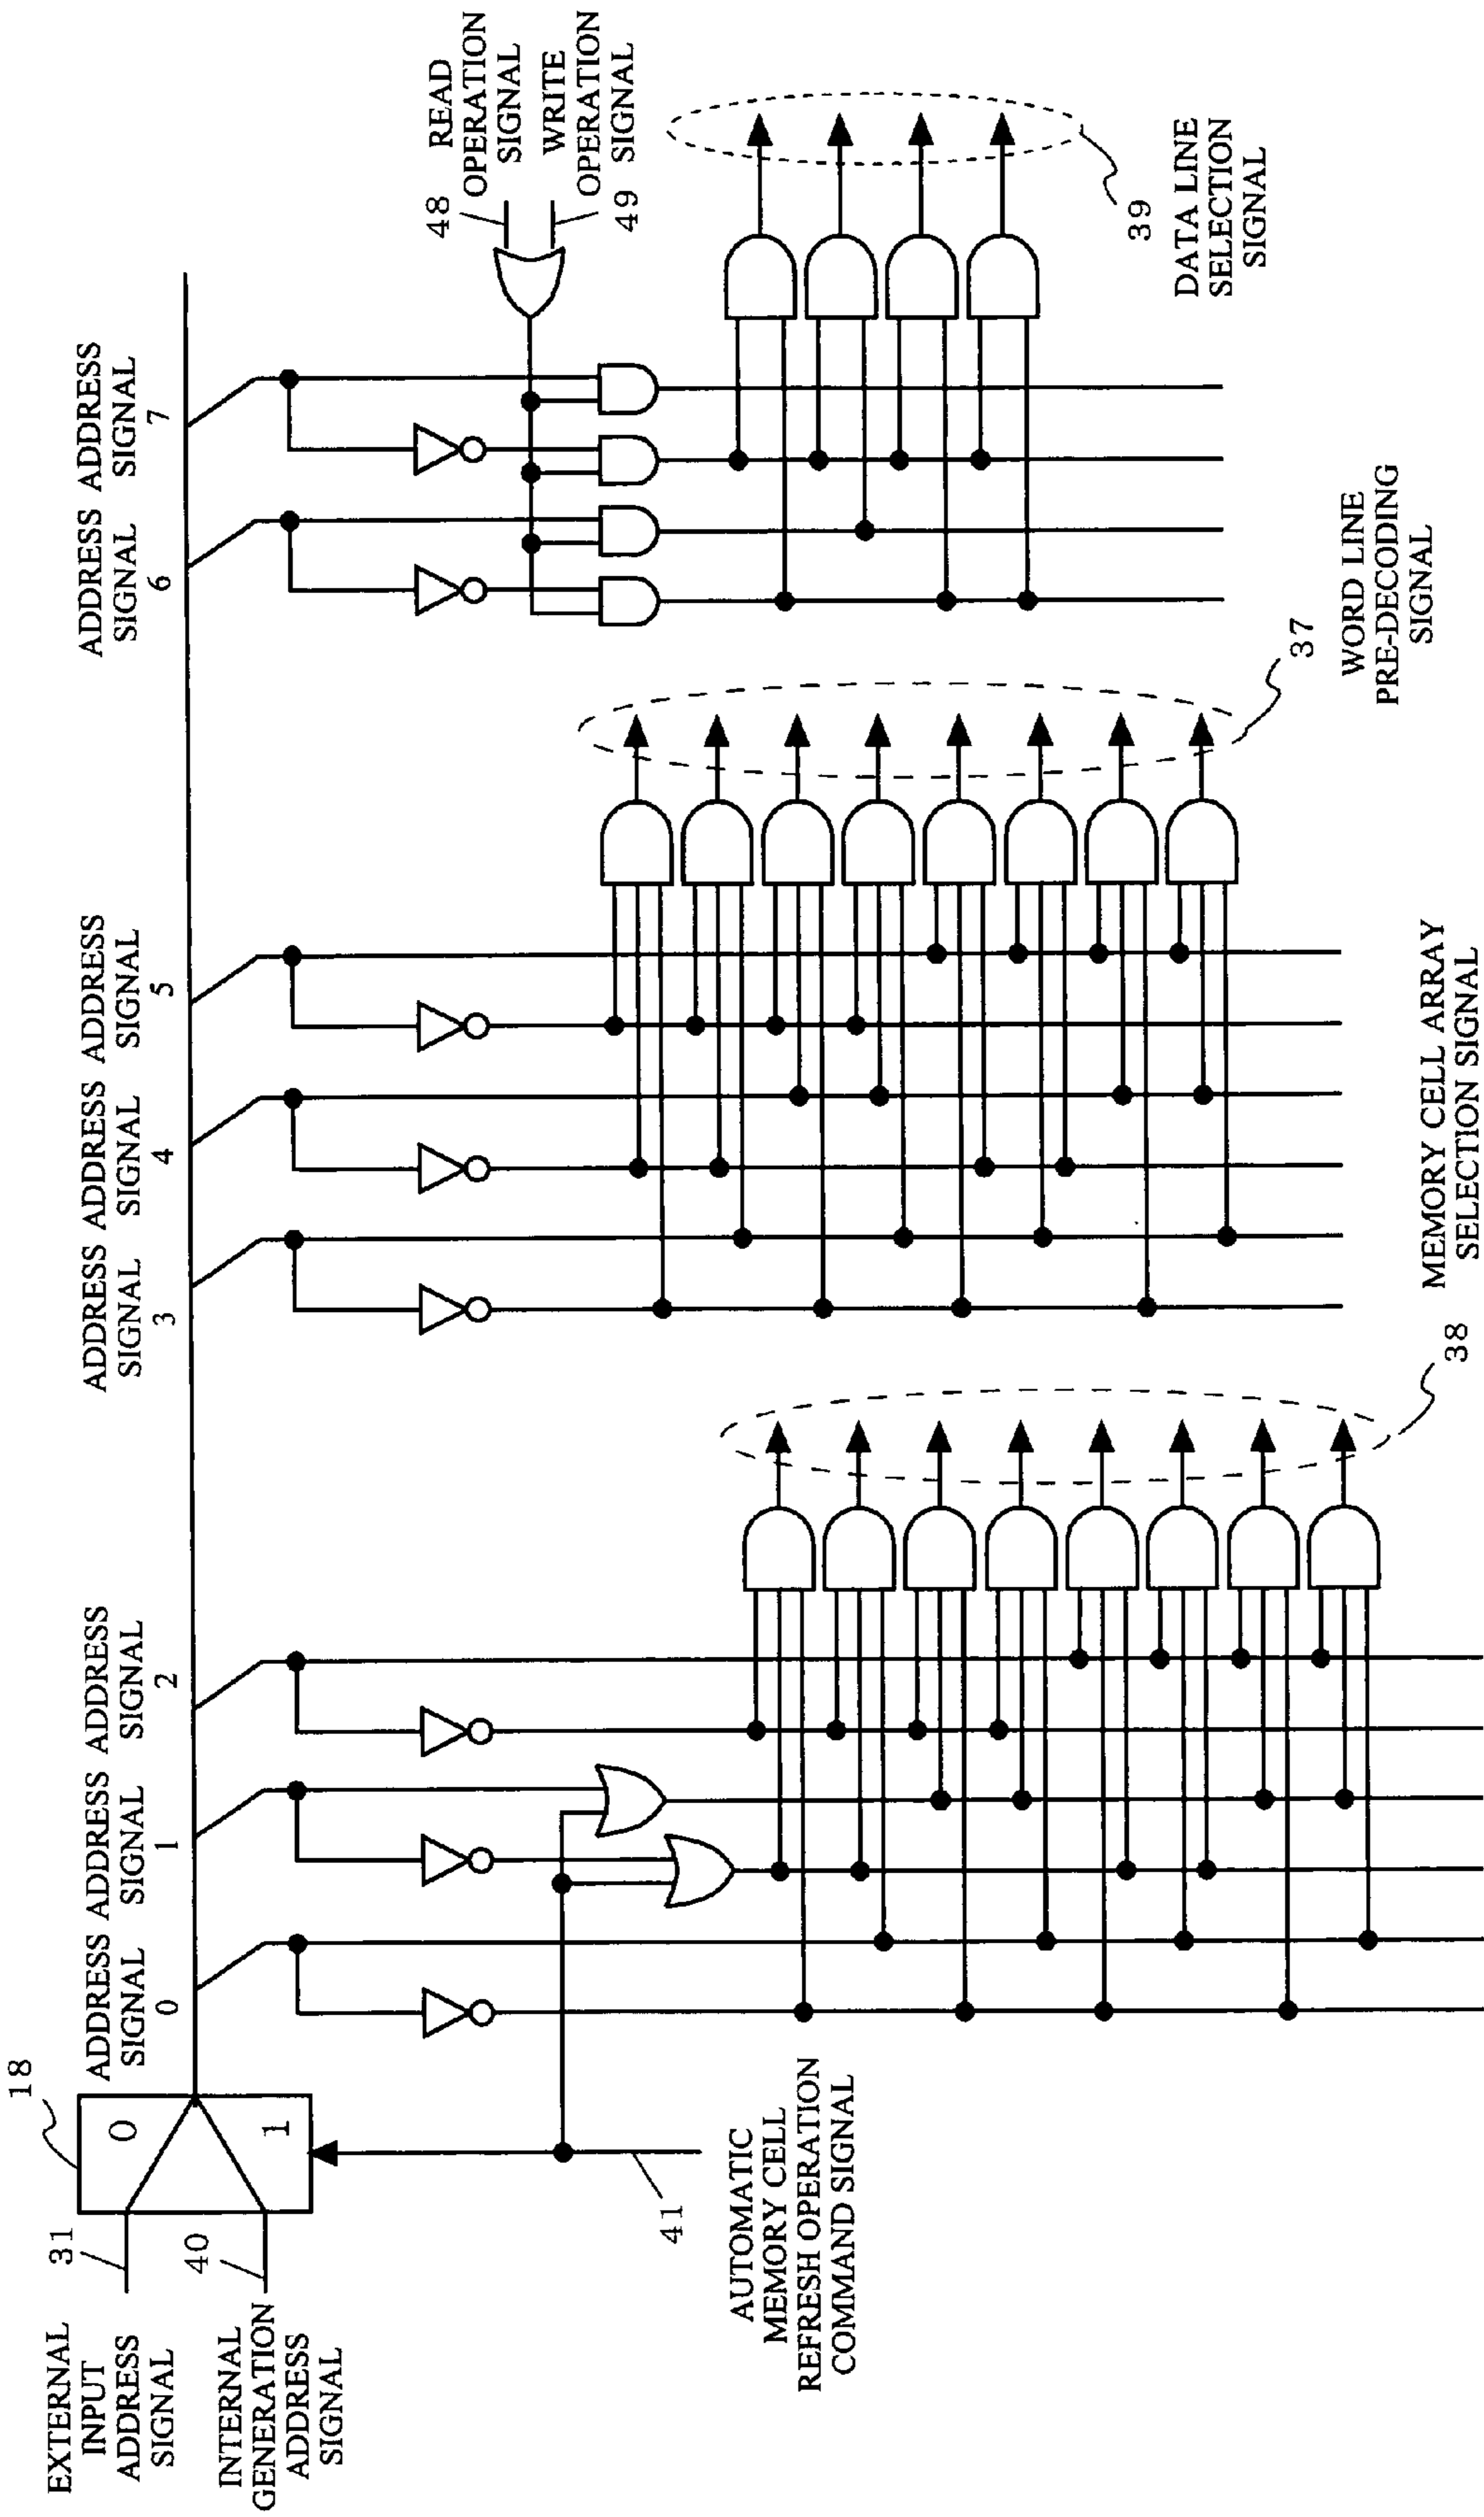 EXTERNAL
INPUT
ADDRESS
SIGNAL
31
18
0
1
INTERNAL
GENERATION
ADDRESS
SIGNAL
40
41
AUTOMATIC
MEMORY CELL
REFRESH OPERATION
COMMAND SIGNAL
ADDRESS
SIGNAL
0
ADDRESS
SIGNAL
1
ADDRESS
SIGNAL
2
ADDRESS
SIGNAL
3
ADDRESS
SIGNAL
4
ADDRESS
SIGNAL
5
ADDRESS
SIGNAL
6
ADDRESS
SIGNAL
7
38
MEMORY CELL ARRAY
SELECTION SIGNAL
37
WORD LINE
PRE-DECODING
SIGNAL
48
READ
OPERATION
SIGNAL
WRITE
OPERATION
SIGNAL
49
39
DATA LINE
SELECTION
SIGNAL